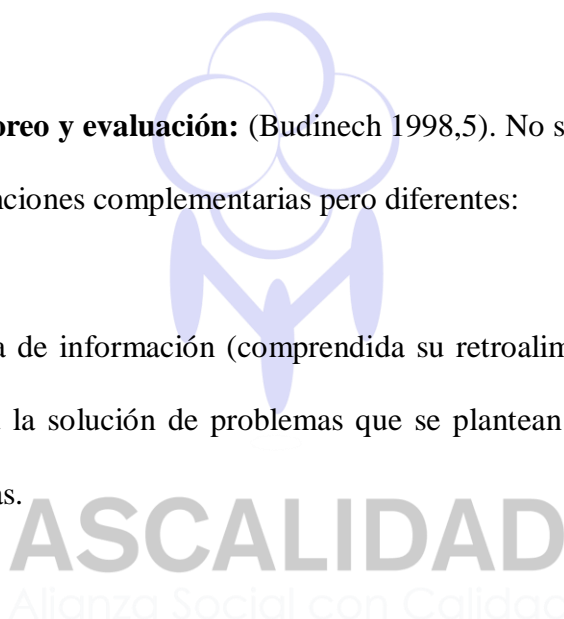 oreo y evaluación: (Budinech 1998,5). No s
nciones complementarias pero diferentes:
a de información (comprendida su retroalim
la solución de problemas que se plantean
as.
ASCALIDAD
Alianza Social con Calidad